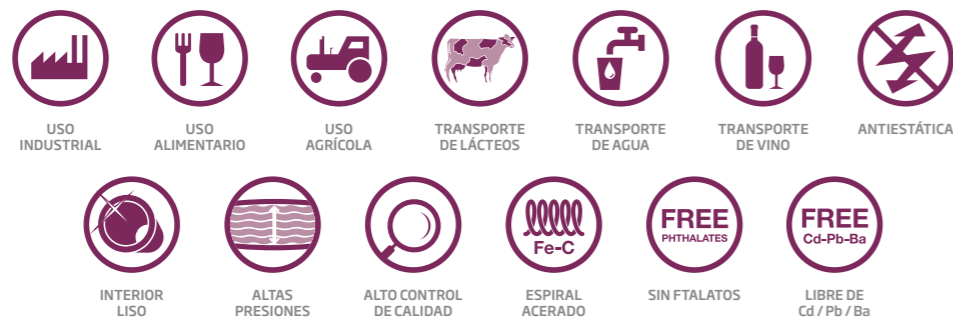 USO
INDUSTRIAL
USO
ALIMENTARIO
USO
AGRÍCOLA
TRANSPORTE
DE LÁCTEOS
TRANSPORTE
DE AGUA
TRANSPORTE
DE VINO
ANTIESTÁTICA
Fe-C
FREE
PHTHALATES
FREE
Cd-Pb-Ba
INTERIOR
LISO
ALTAS
PRESIONES
ALTO CONTROL
DE CALIDAD
ESPIRAL
ACERADO
SIN FTALATOS
LIBRE DE
Cd / Pb / Ba